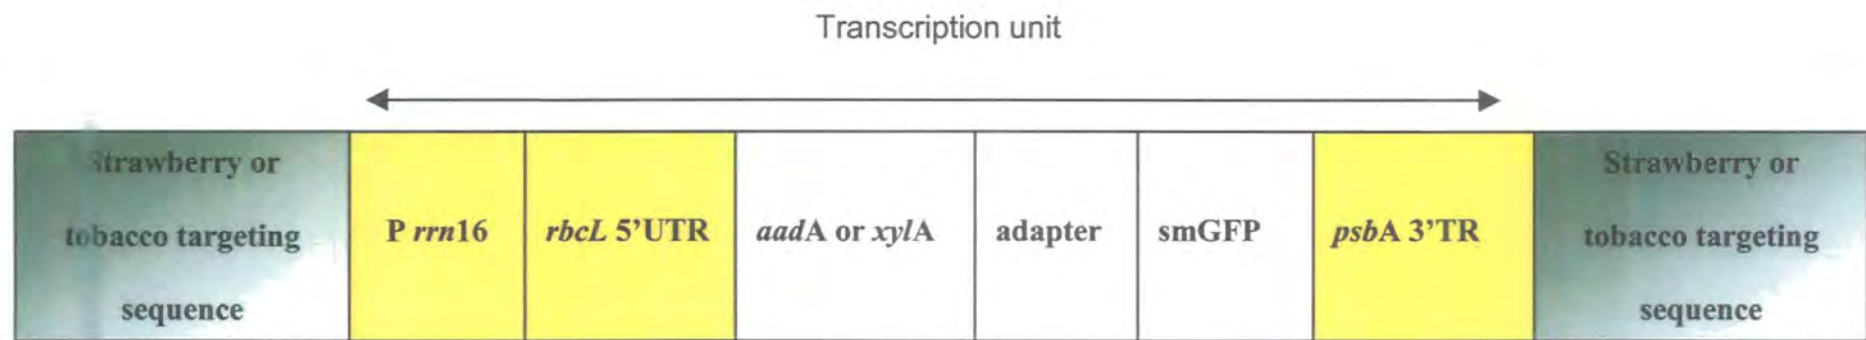 Transcription unit
Strawberry or
tobacco targeting
sequence
P rrn16
rbcL 5'UTR
aadA or xylA
adapter
smGFP
psbA 3'TR
Strawberry or
tobacco targeting
sequence